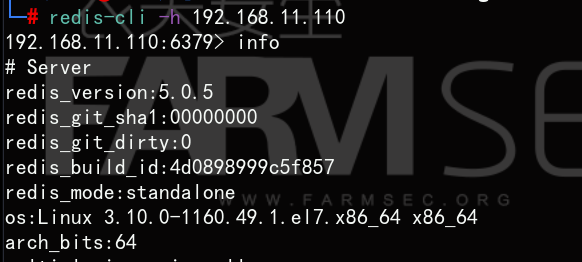 # redis-cli -h 192.168.11.110
192.168.11.110:6379> info
# Server
redis_version:5.0.5
redis_git_sha1:00000000
redis_git_dirty:0
redis_build_id:4d0898999c5f857
redis_mode:standalone
os:Linux 3.10.0-1160.49.1.el7.x86_64 x86_64
arch_bits:64
FARMSEC
WWW.FARMSEC.ORG